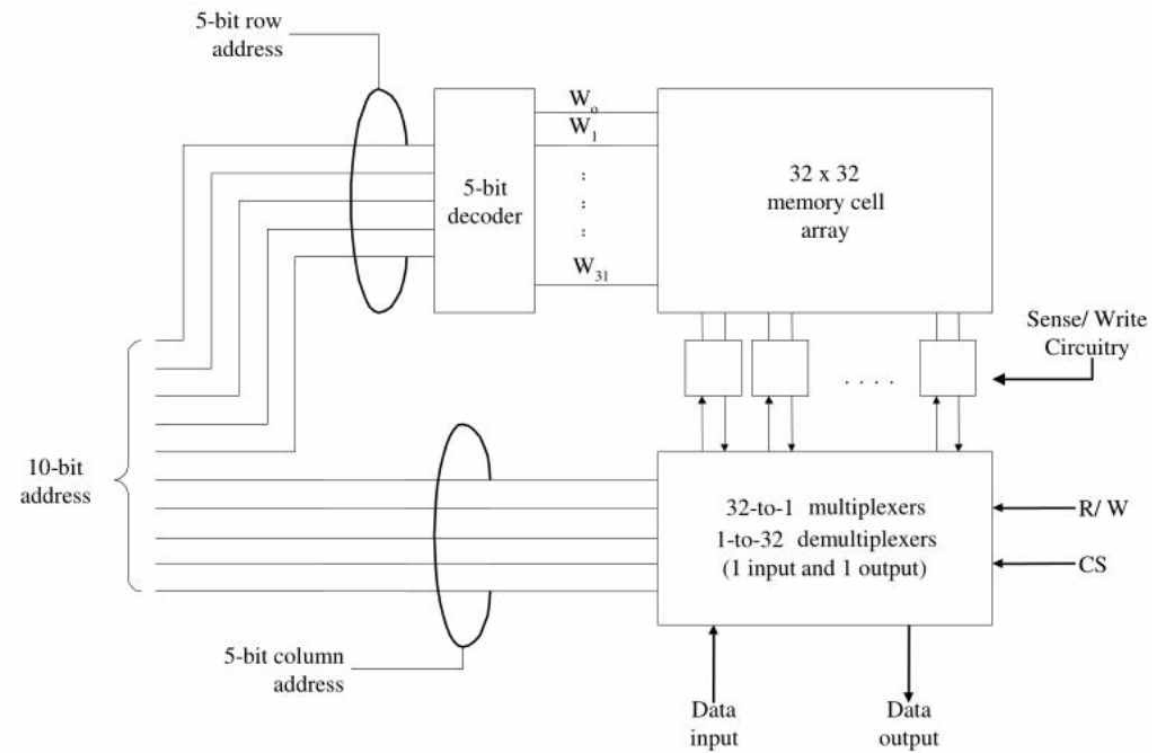 5-bit row
address
W₀
W₁
:
:
:
W₃₁
5-bit
decoder
32 x 32
memory cell
array
Sense/ Write
Circuitry
. . . .
10-bit
address
32-to-1 multiplexers
1-to-32 demultiplexers
(1 input and 1 output)
R/ W
CS
5-bit column
address
Data
input
Data
output